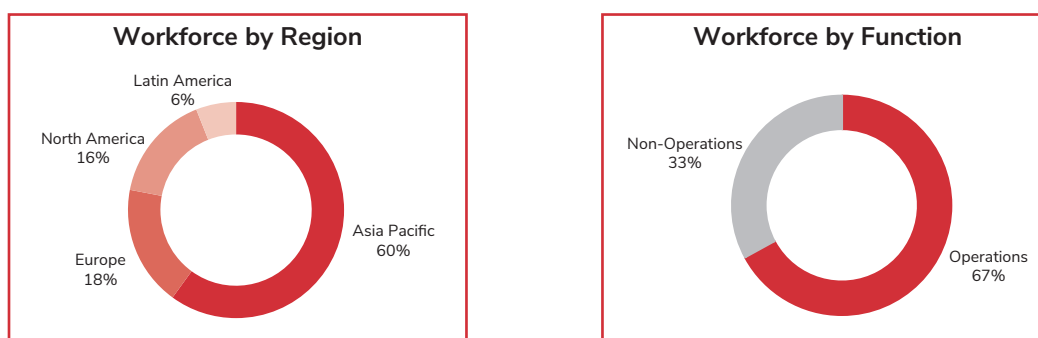 Workforce by Region
Latin America
6%
North America
16%
Asia Pacific
60%
Europe
18%
Workforce by Function
Non-Operations
33%
Operations
67%